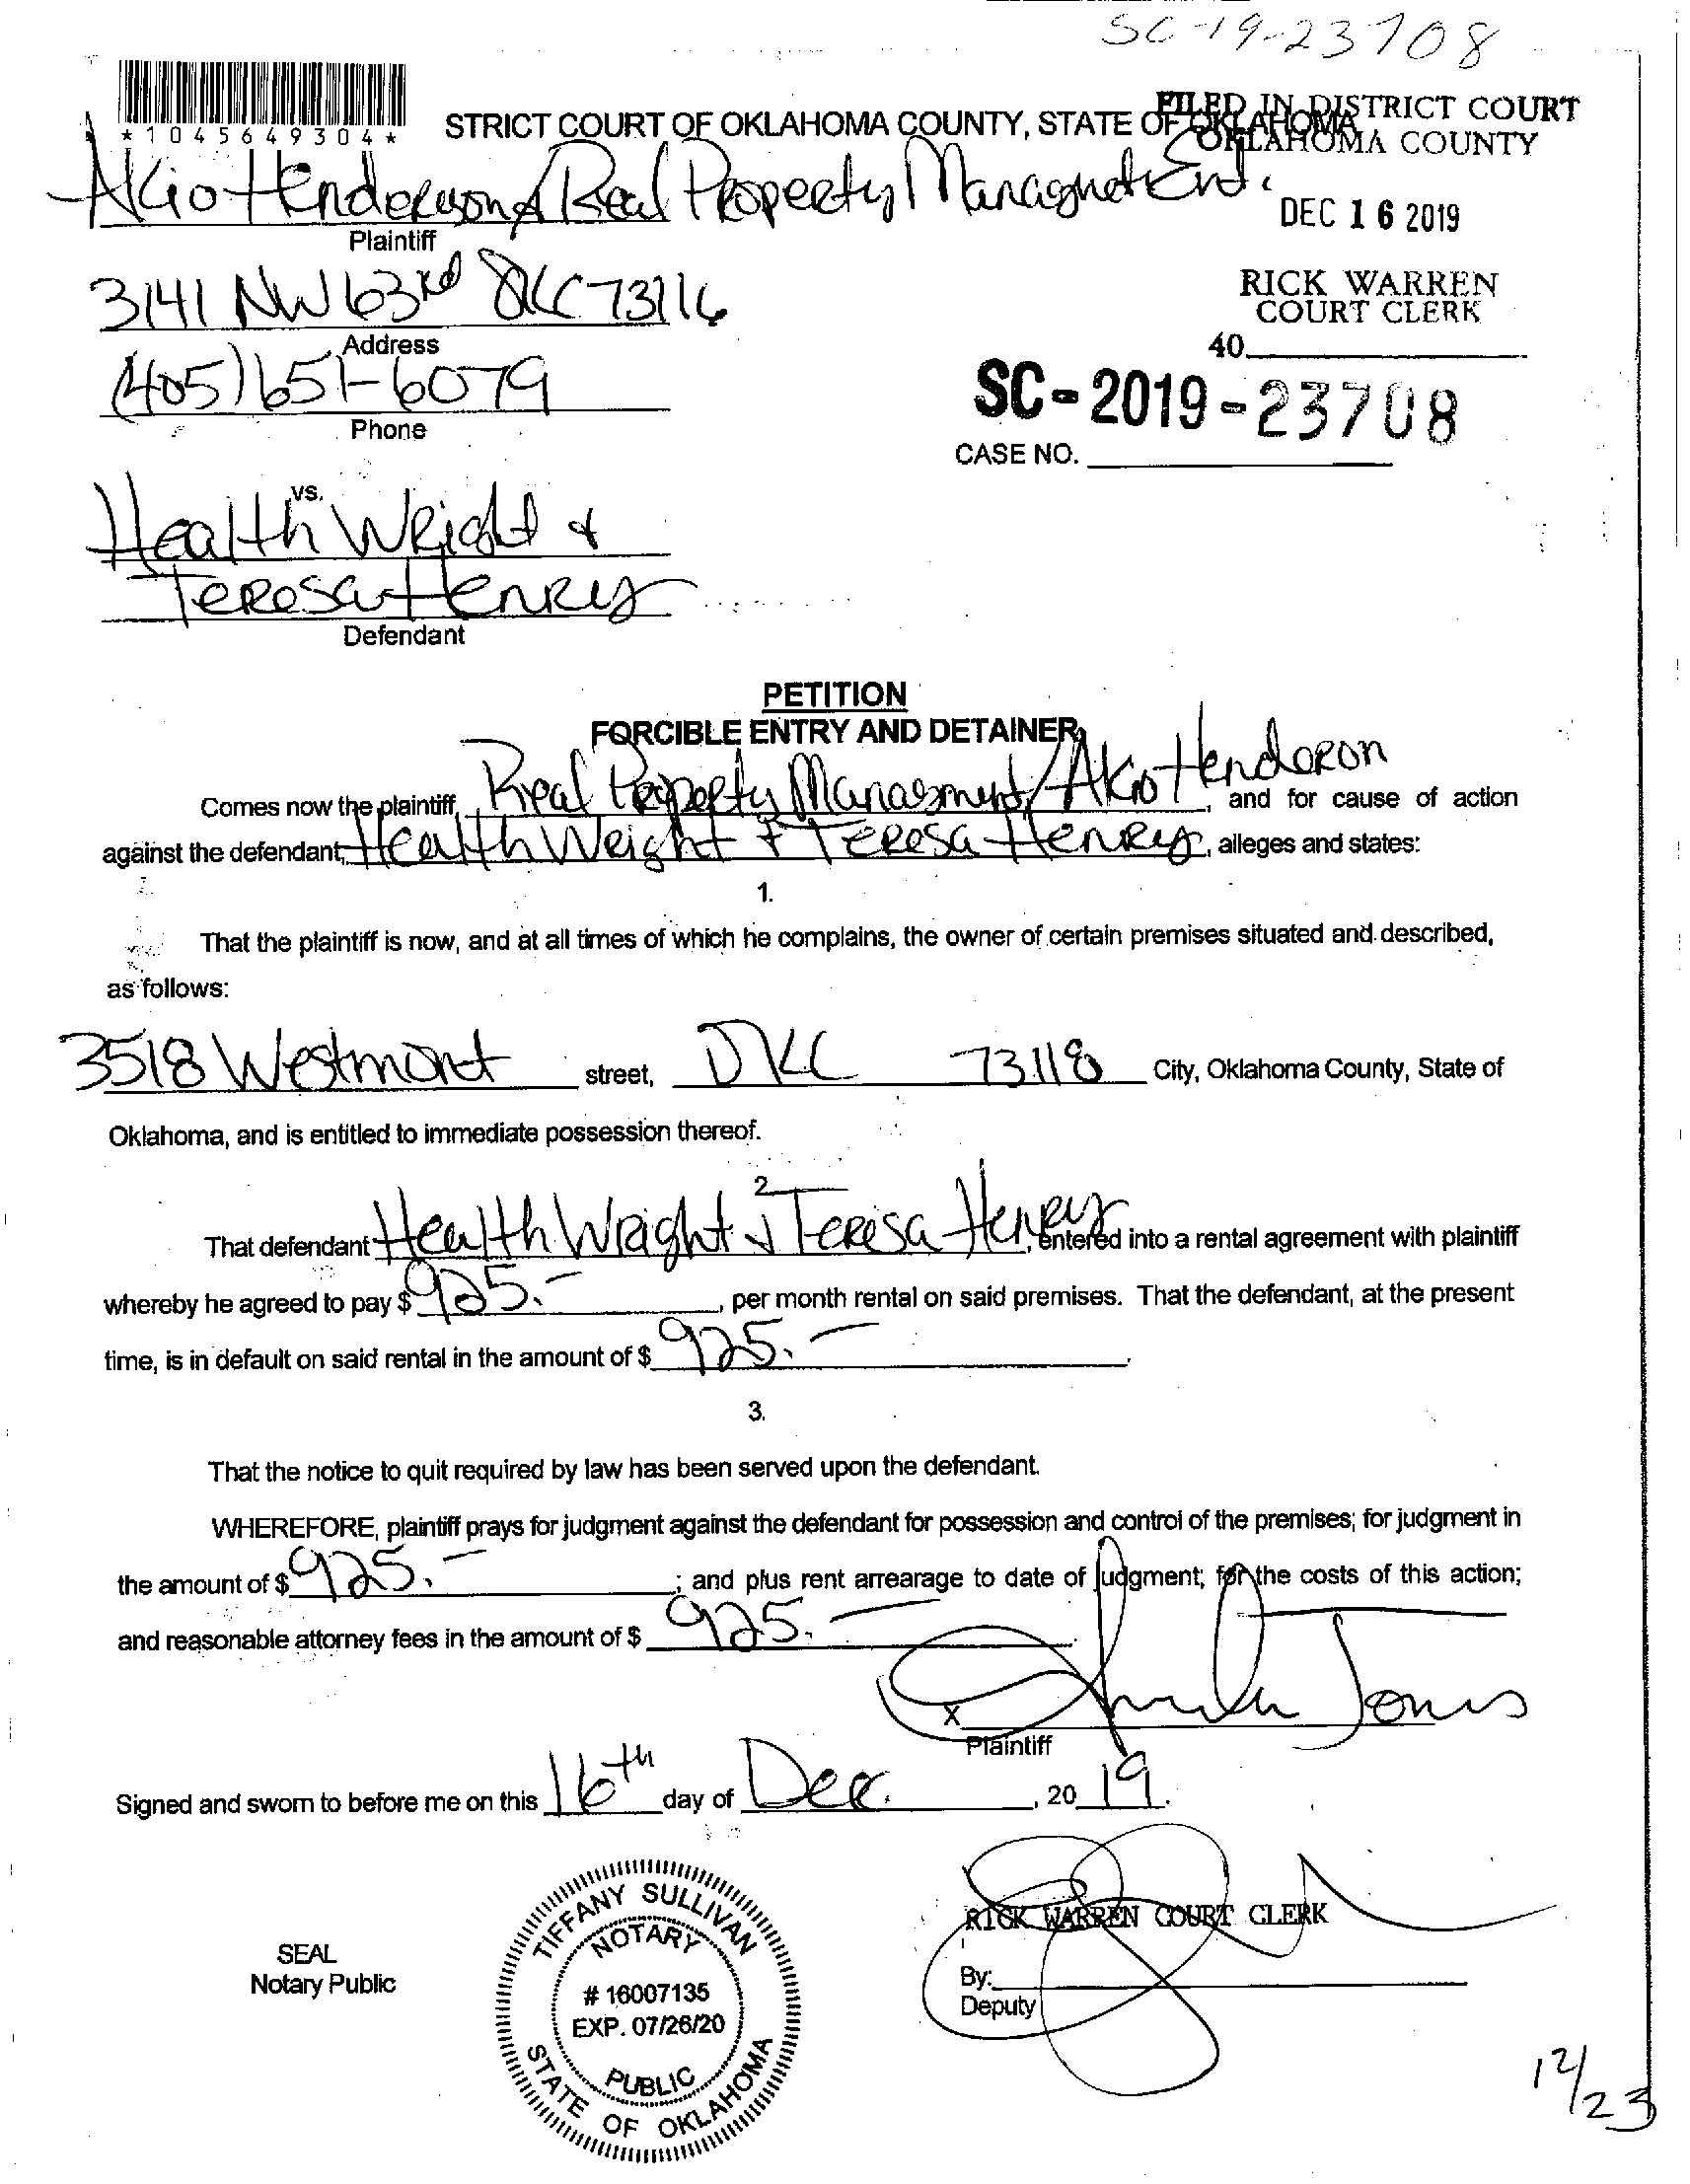 SC-19-23708
*1045649304*
STRICT COURT OF OKLAHOMA COUNTY, STATE OF OKLAHOMA
FILED IN DISTRICT COURT
OKLAHOMA COUNTY
Akio Henderson / Real Property Managmet End.
Plaintiff
DEC 16 2019
3141 NW 63rd OKC 73116
Address
RICK WARREN
COURT CLERK
40
(405) 651-6079
Phone
SC-2019-23708
CASE NO.
vs.
Health Wright &
Teresa Henry
Defendant
PETITION
FORCIBLE ENTRY AND DETAINER
Comes now the plaintiff, Real Property Managment/Akio Henderon, and for cause of action
against the defendant, Health Wright & Teresa Henry, alleges and states:
1.
That the plaintiff is now, and at all times of which he complains, the owner of certain premises situated and described,
as follows:
3518 Westmont street, OKC 73118 City, Oklahoma County, State of
Oklahoma, and is entitled to immediate possession thereof.
2.
That defendant Health Wright & Teresa Henry, entered into a rental agreement with plaintiff
whereby he agreed to pay $ 925.-, per month rental on said premises. That the defendant, at the present
time, is in default on said rental in the amount of $ 925.-.
3.
That the notice to quit required by law has been served upon the defendant.
WHEREFORE, plaintiff prays for judgment against the defendant for possession and control of the premises; for judgment in
the amount of $ 925.-; and plus rent arrearage to date of judgment; for the costs of this action;
and reasonable attorney fees in the amount of $ 925.-
X Jones
Plaintiff
Signed and sworn to before me on this 16th day of Dec., 20 19.
SEAL
Notary Public
TIFFANY SULLIVAN
NOTARY
# 16007135
EXP. 07/26/20
PUBLIC
STATE OF OKLAHOMA
RICK WARREN COURT CLERK
By:
Deputy
12/23